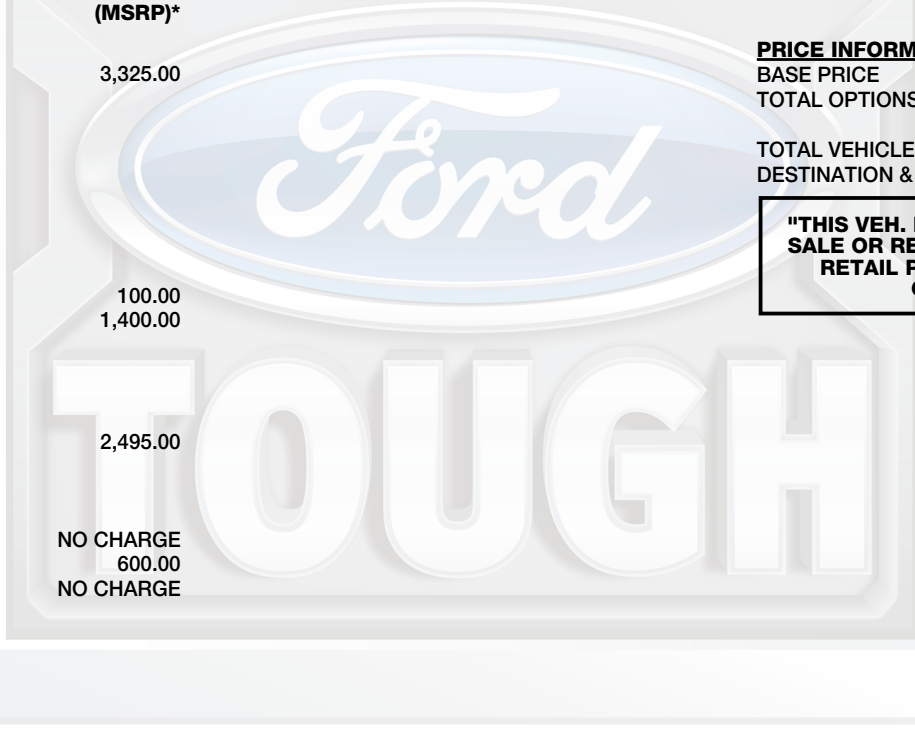 (MSRP)*
3,325.00
100.00
1,400.00
2,495.00
NO CHARGE
600.00
NO CHARGE
PRICE INFORM
BASE PRICE
TOTAL OPTIONS
TOTAL VEHICLE
DESTINATION &
"THIS VEH.
SALE OR RE
RETAIL P
Ford
TOUGH